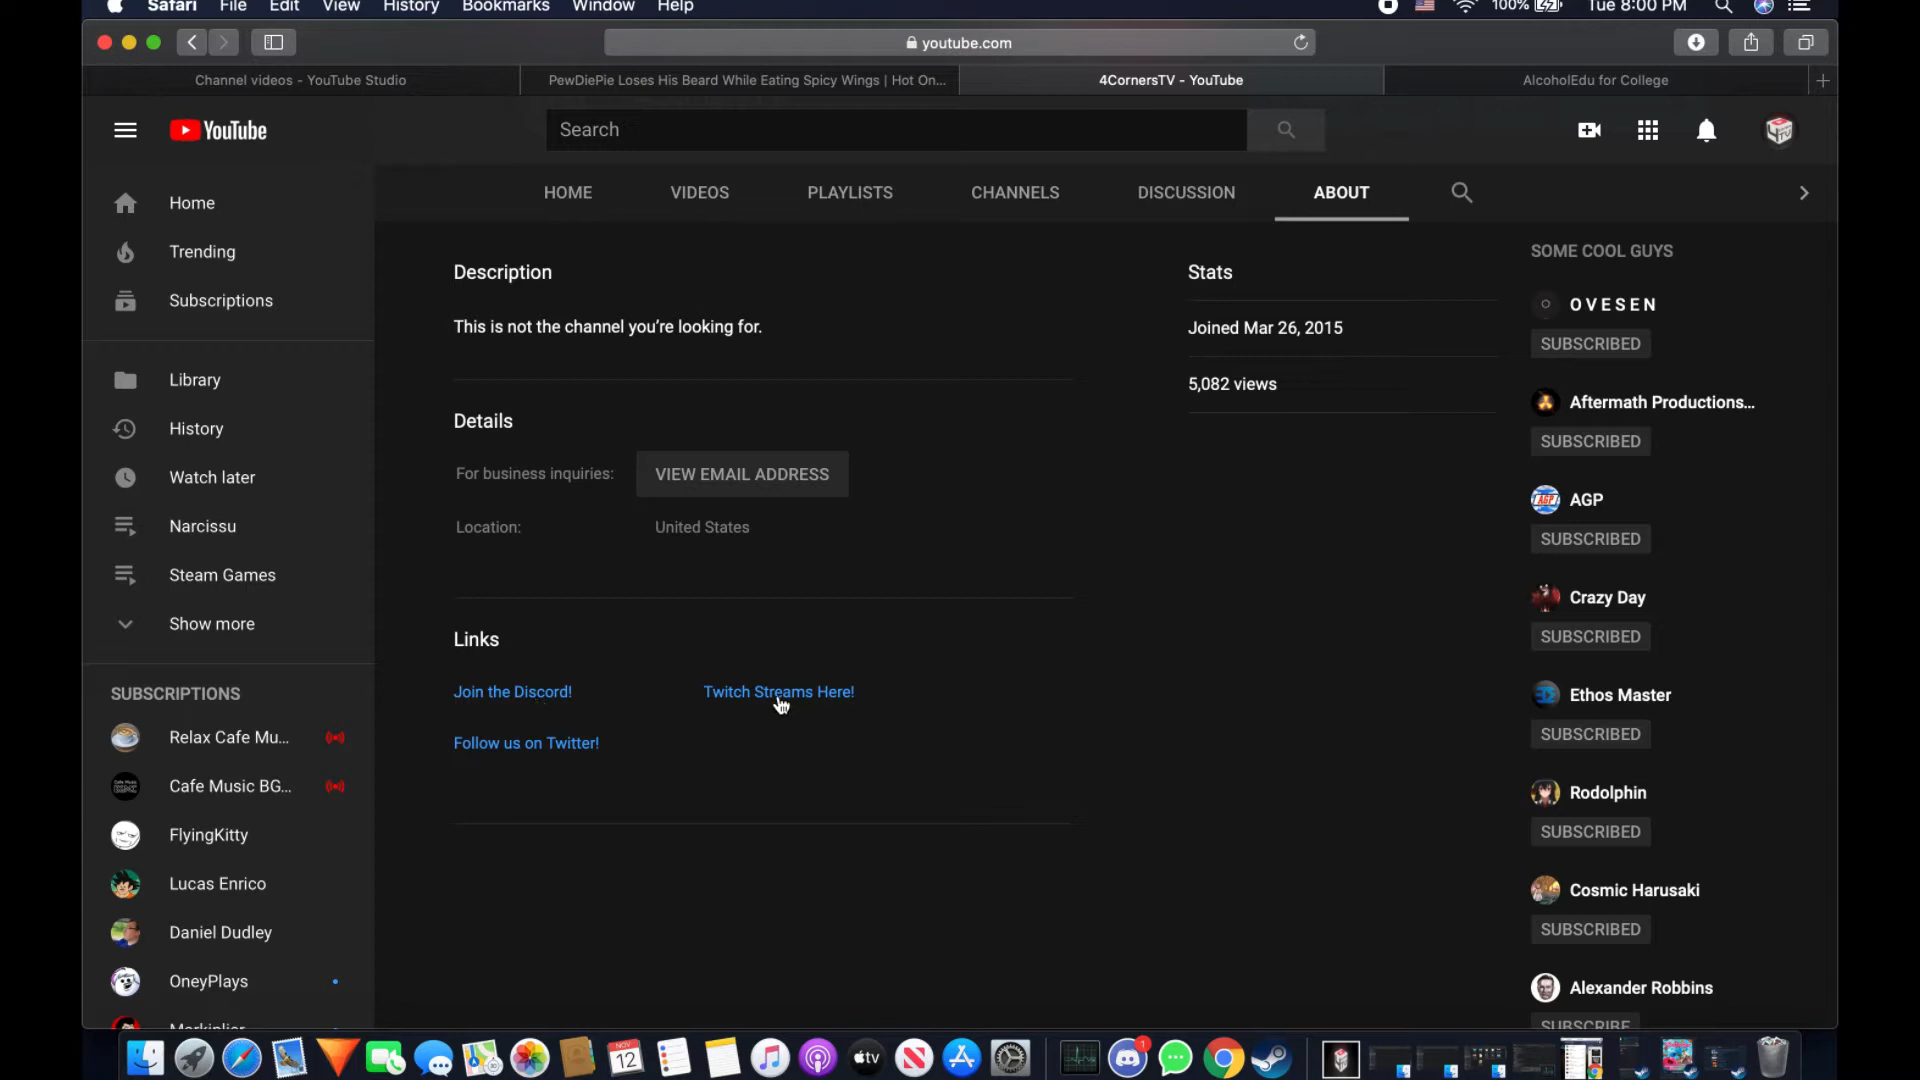 Safari File Edit View History Bookmarks Window Help 100% Tue 8:00 PM
youtube.com
Channel videos - YouTube Studio
PewDiePie Loses His Beard While Eating Spicy Wings | Hot On...
4CornersTV - YouTube
AlcoholEdu for College
YouTube
Search
HOME VIDEOS PLAYLISTS CHANNELS DISCUSSION ABOUT
Home
Trending
Subscriptions
Library
History
Watch later
Narcissu
Steam Games
Show more
SUBSCRIPTIONS
Relax Cafe Mu...
Cafe Music BG...
FlyingKitty
Lucas Enrico
Daniel Dudley
OneyPlays
Markiplier
Description
This is not the channel you're looking for.
Details
For business inquiries: VIEW EMAIL ADDRESS
Location: United States
Links
Join the Discord! Twitch Streams Here!
Follow us on Twitter!
Stats
Joined Mar 26, 2015
5,082 views
SOME COOL GUYS
O V E S E N
SUBSCRIBED
Aftermath Productions...
SUBSCRIBED
AGP
SUBSCRIBED
Crazy Day
SUBSCRIBED
Ethos Master
SUBSCRIBED
Rodolphin
SUBSCRIBED
Cosmic Harusaki
SUBSCRIBED
Alexander Robbins
SUBSCRIBE
NOV
12
tv
1